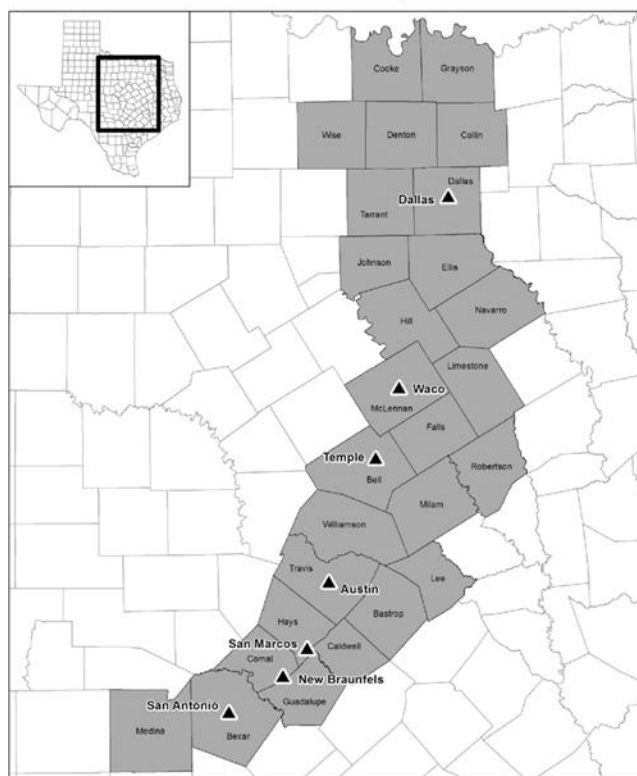 Cooke
Grayson
Wise
Denton
Collin
Dallas
Dallas
Tarrant
Johnson
Ellis
Navarro
Hill
Limestone
Waco
McLennan
Falls
Temple
Robertson
Bell
Milam
Williamson
Travis
Lee
Austin
Bastrop
Hays
San Marcos
Caldwell
Comal
New Braunfels
Guadalupe
San Antonio
Medina
Bexar